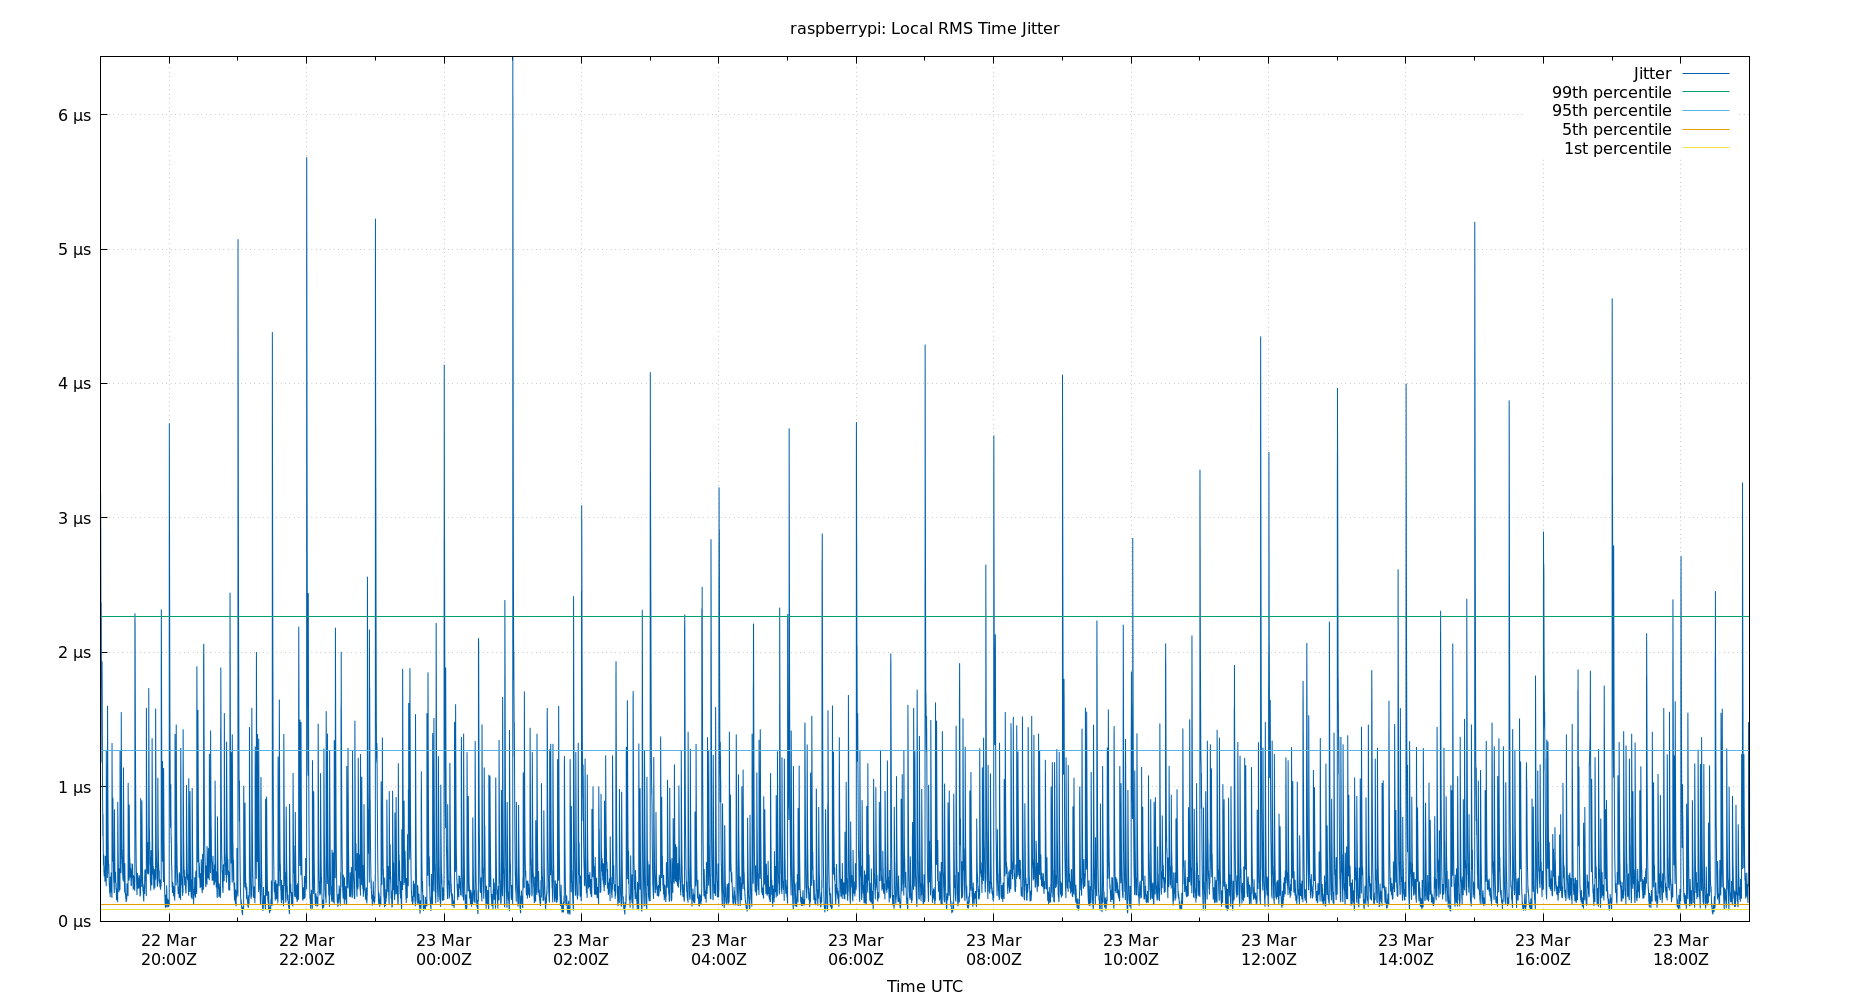 raspberrypi: Local RMS Time Jitter
Jitter
99th percentile
95th percentile
5th percentile
1st percentile
6 μs
5 μs
4 μs
3 μs
2 μs
1 μs
0 μs
22 Mar 22 Mar 23 Mar 23 Mar 23 Mar 23 Mar 23 Mar 23 Mar 23 Mar 23 Mar 23 Mar 23 Mar
20:00Z 22:00Z 00:00Z 02:00Z 04:00Z 06:00Z 08:00Z 10:00Z 12:00Z 14:00Z 16:00Z 18:00Z
Time UTC